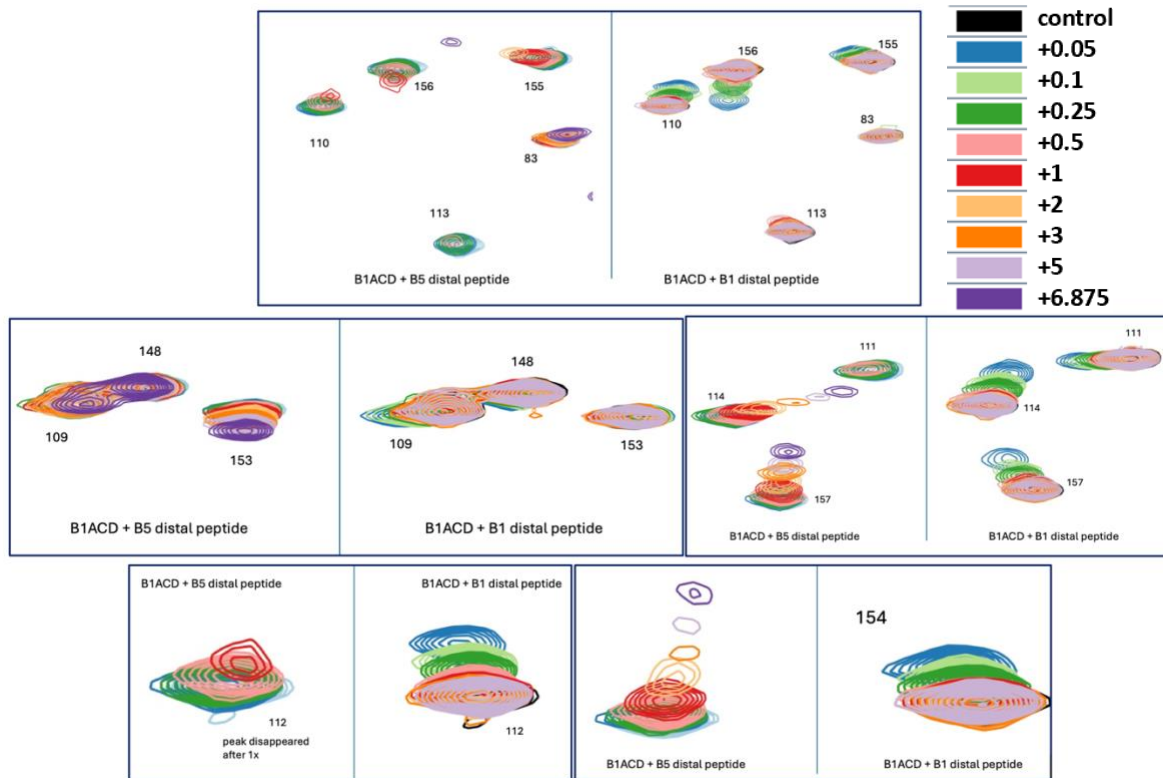 control
+0.05
+0.1
+0.25
+0.5
+1
+2
+3
+5
+6.875
156
155
110
83
113
B1ACD + B5 distal peptide
156
155
110
83
113
B1ACD + B1 distal peptide
148
109
153
B1ACD + B5 distal peptide
148
109
153
B1ACD + B1 distal peptide
111
114
157
B1ACD + B5 distal peptide
111
114
157
B1ACD + B1 distal peptide
B1ACD + B5 distal peptide
112
peak disappeared
after 1x
B1ACD + B1 distal peptide
112
B1ACD + B5 distal peptide
154
B1ACD + B1 distal peptide